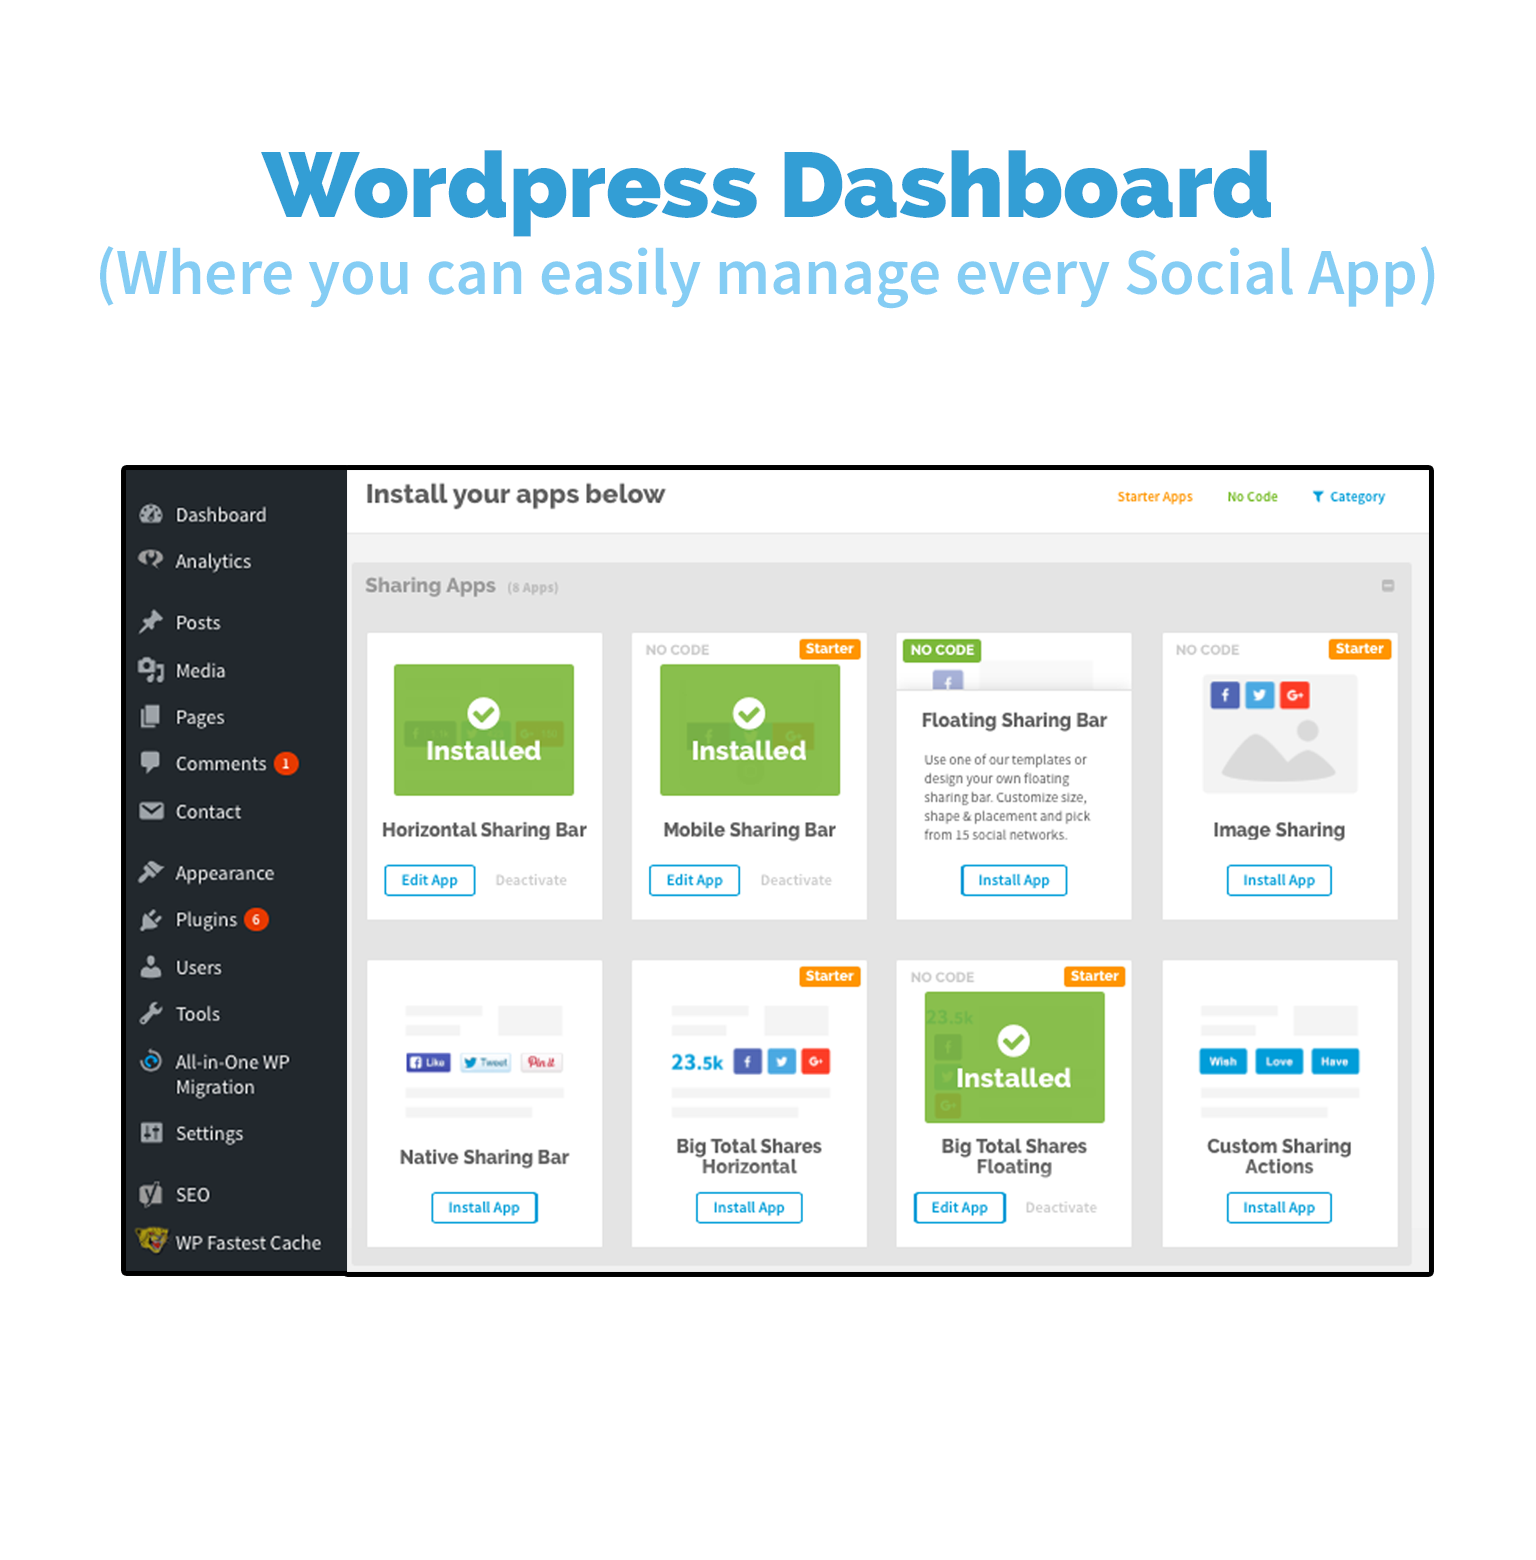 Wordpress Dashboard
(Where you can easily manage every Social App)
Dashboard
Analytics
Posts
Media
Pages
Comments 1
Contact
Appearance
Plugins 6
Users
Tools
All-in-One WP
Migration
Settings
SEO
WP Fastest Cache
Install your apps below
Starter Apps
No Code
Category
Sharing Apps (8 Apps)
Installed
Horizontal Sharing Bar
Edit App
Deactivate
NO CODE
Starter
Installed
Mobile Sharing Bar
Edit App
Deactivate
NO CODE
Floating Sharing Bar
Use one of our templates or
design your own floating
sharing bar. Customize size,
shape & placement and pick
from 15 social networks.
Install App
NO CODE
Starter
G+
Image Sharing
Install App
Like
Tweet
Pin it
Native Sharing Bar
Install App
Starter
23.5k
G+
Big Total Shares
Horizontal
Install App
NO CODE
Starter
23.5k
Installed
G+
Big Total Shares
Floating
Edit App
Deactivate
Wish
Love
Have
Custom Sharing
Actions
Install App